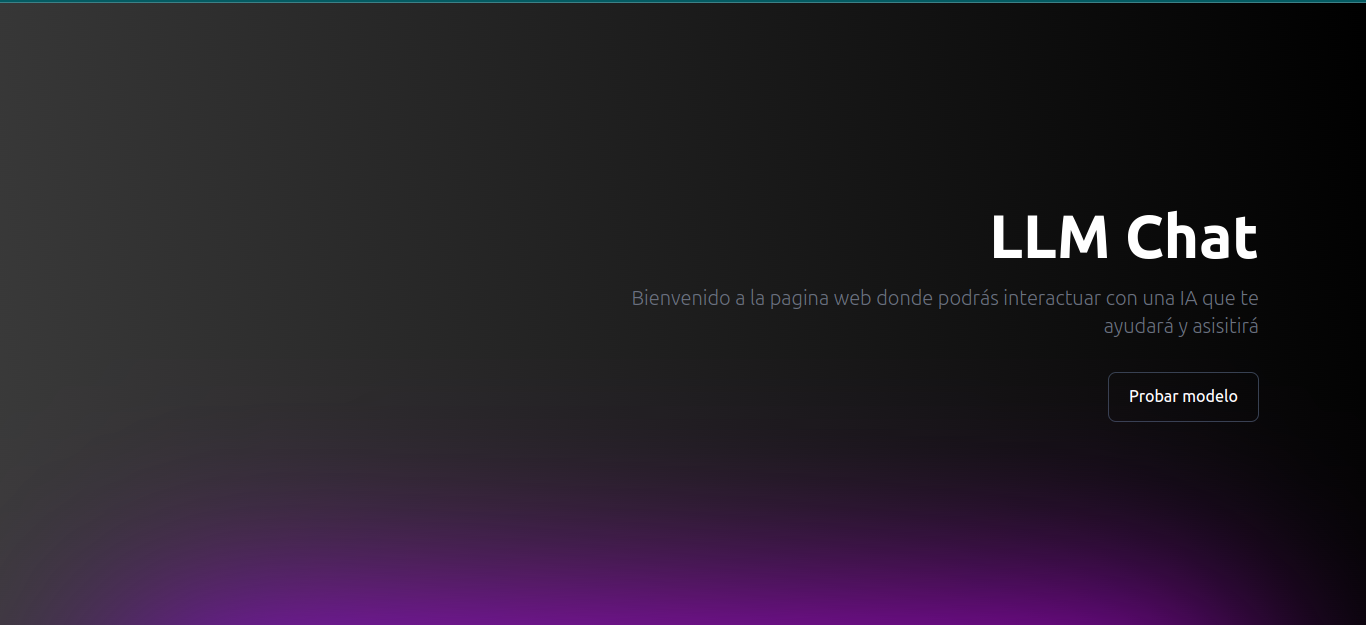 LLM Chat
Bienvenido a la pagina web donde podrás interactuar con una IA que te
ayudará y asisitirá
Probar modelo